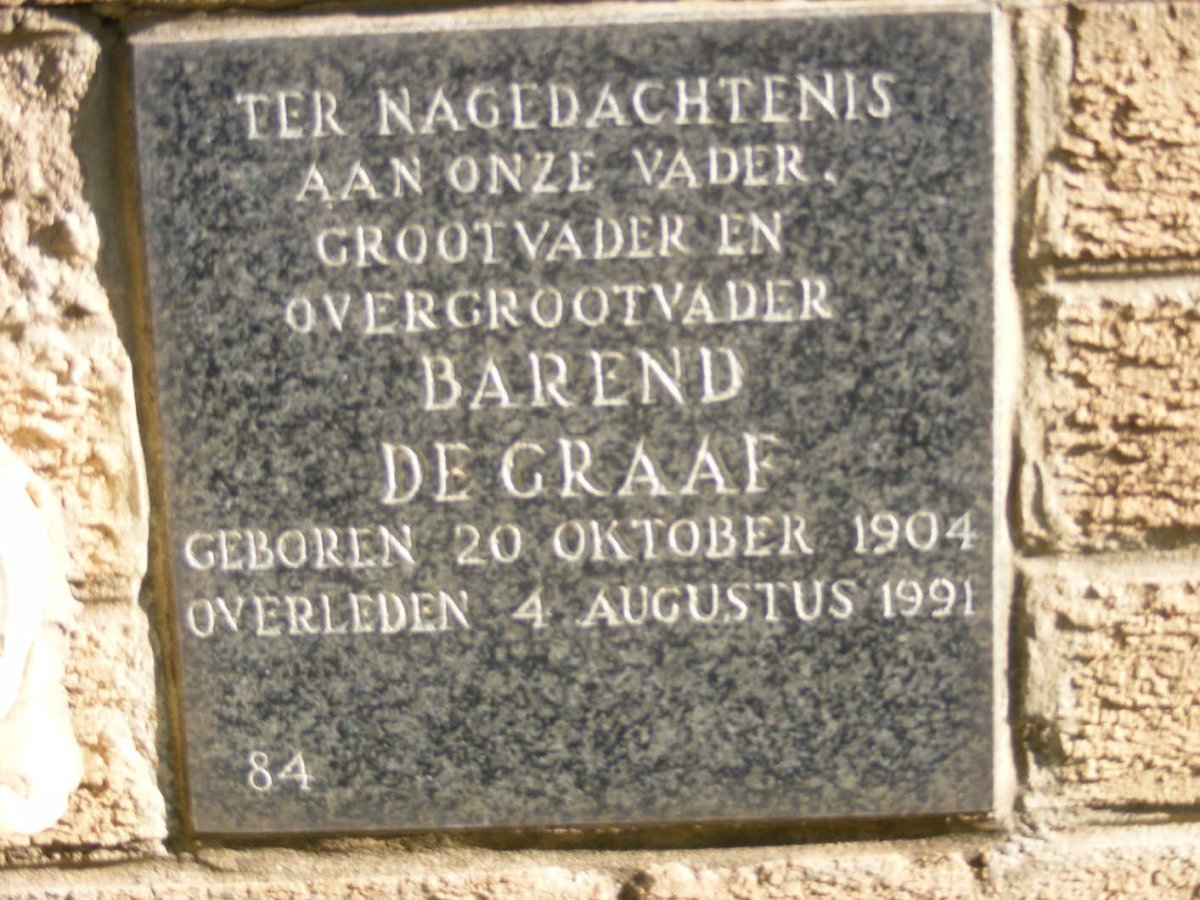 TER NAGEDACHTENIS
AAN ONZE VADER.
GROOTVADER EN
OVERGROOTVADER
BAREND
DE GRAAF
GEBOREN 20 OKTOBER 1904
OVERLEDEN 4 AUGUSTUS 1991
84